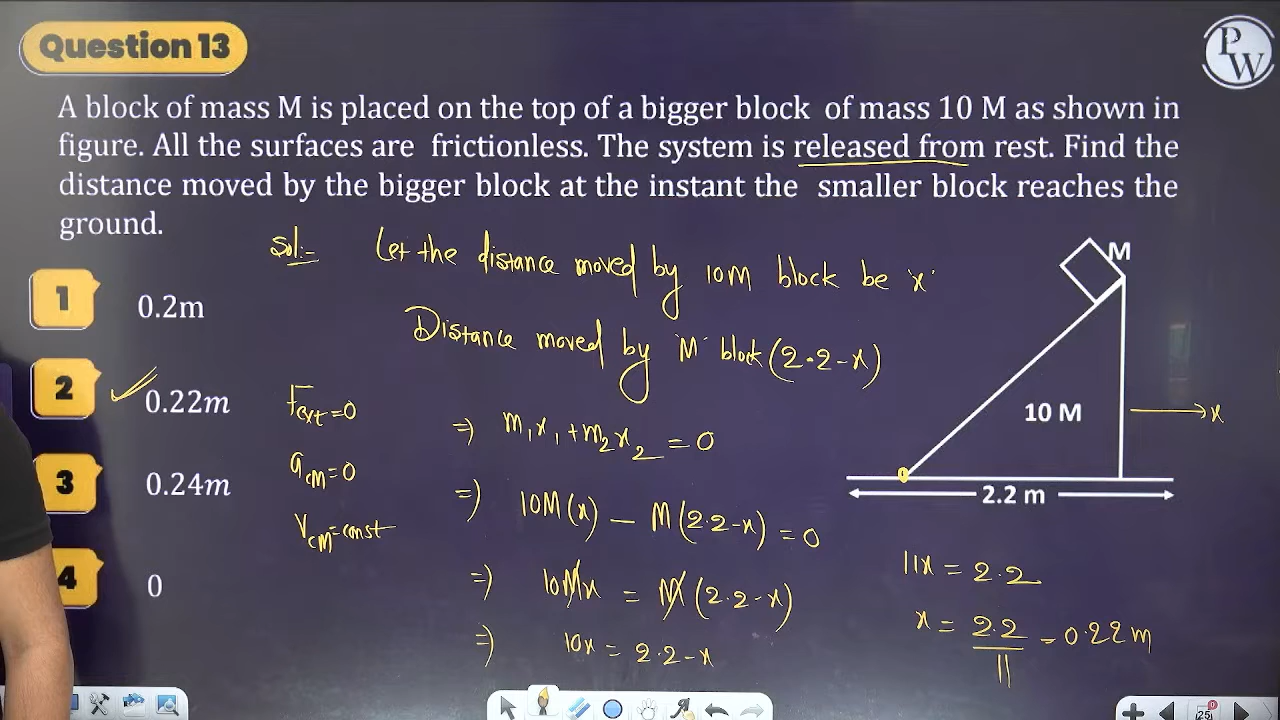 Question 13
PW
A block of mass M is placed on the top of a bigger block of mass 10 M as shown in
figure. All the surfaces are frictionless. The system is released from rest. Find the
distance moved by the bigger block at the instant the smaller block reaches the
ground.
Sol:- Let the distance moved by 10M block be 'x'
Distance moved by 'M' block (2.2-x)
1 0.2m
2 0.22m
3 0.24m
4 0
Fext=0
acm=0
Vcm=const
⇒ m₁x₁+m₂x₂=0
⇒ 10M(x) - M(2.2-x)=0
⇒ 10Mx = M(2.2-x)
⇒ 10x = 2.2-x
M
10 M
x
2.2 m
11x = 2.2
x = 2.2/11 = 0.22m
25